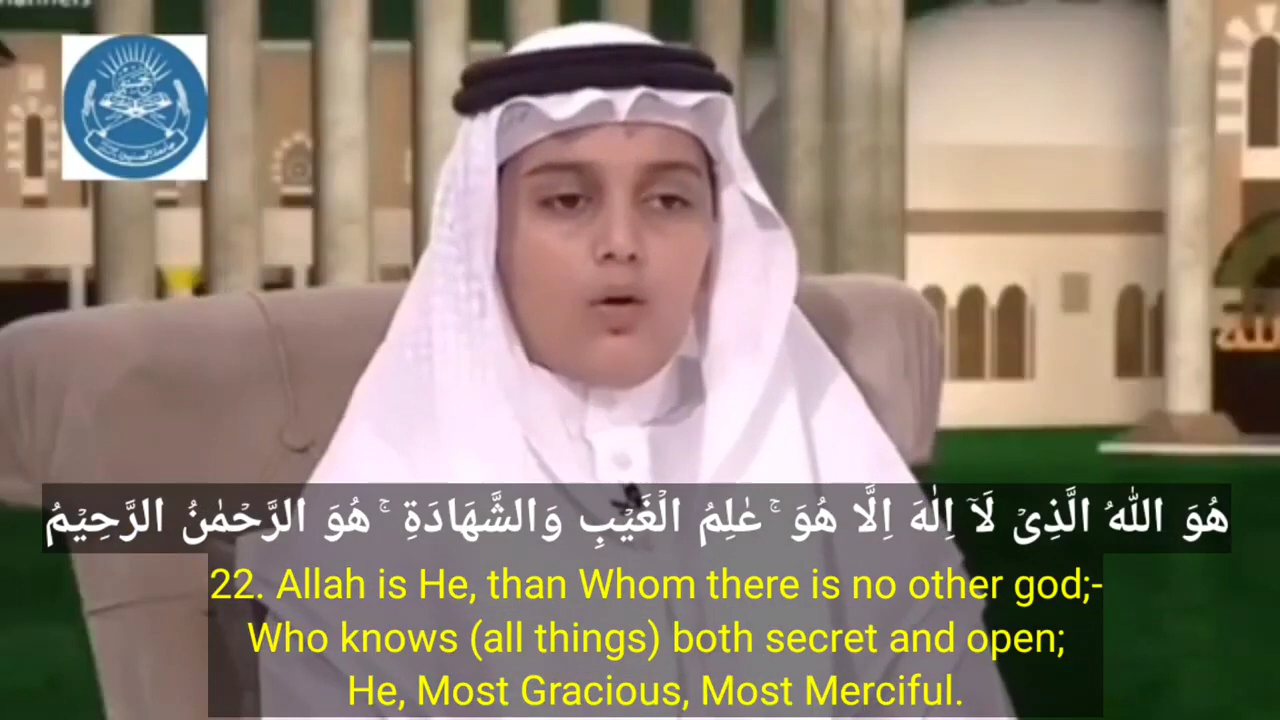 هُوَ اللّٰهُ الَّذِىۡ لَاۤ اِلٰهَ اِلَّا هُوَ‌ ۚ عٰلِمُ الۡغَيۡبِ وَالشَّهَادَةِ‌ ۚ هُوَ الرَّحۡمٰنُ الرَّحِيۡمُ
22. Allah is He, than Whom there is no other god;-
Who knows (all things) both secret and open;
He, Most Gracious, Most Merciful.